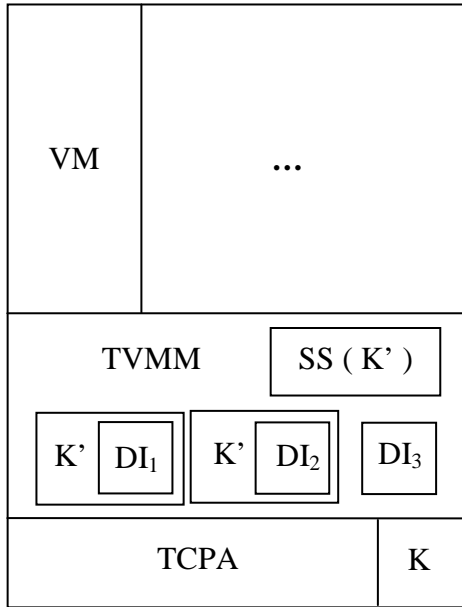 VM ...
TVMM SS ( K’ )
K’ DI₁ K’ DI₂ DI₃
TCPA K